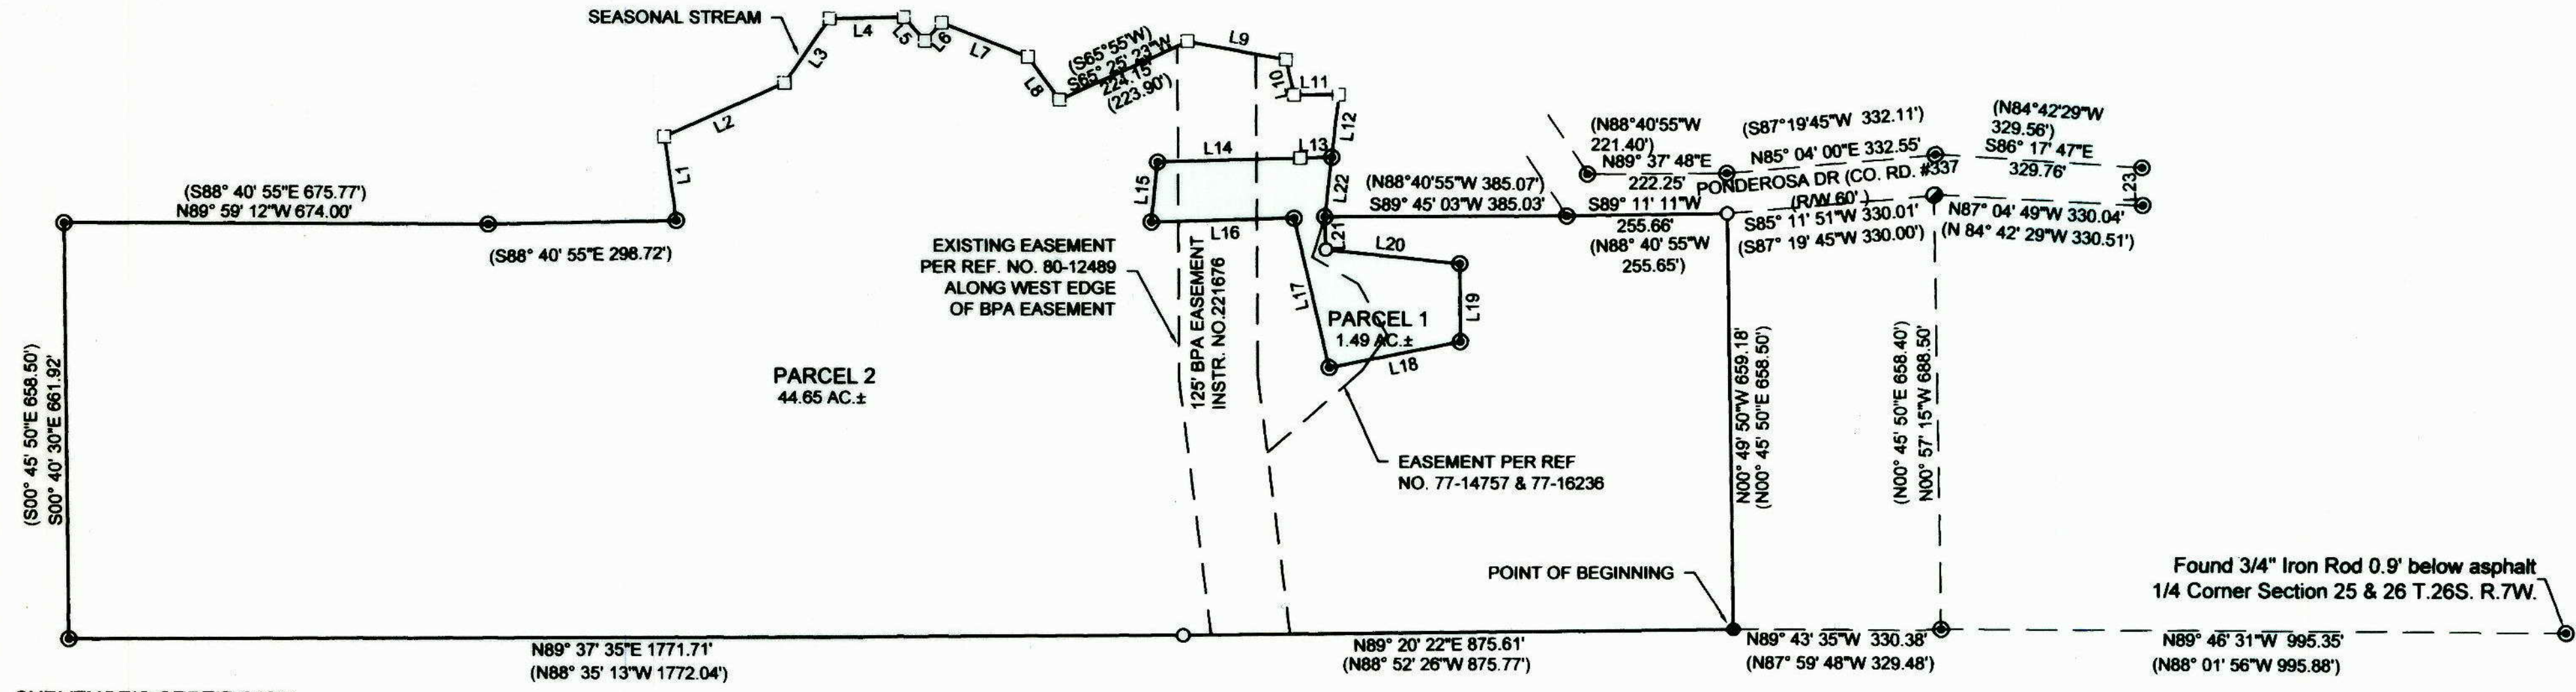 SEASONAL STREAM
L4
L5
L6
L3
L7
L8
L2
L1
(S65°55'W)
S65° 25' 23"W
224.15'
(223.90')
L9
L10
L11
L12
L13
L14
L15
L16
L22
(S88° 40' 55"E 675.77')
N89° 59' 12"W 674.00'
(S88° 40' 55"E 298.72')
(N88°40'55"W 385.07')
S89° 45' 03"W 385.03'
(N88°40'55"W
221.40')
N89° 37' 48"E
222.25'
(S87°19'45"W 332.11')
N85° 04' 00"E 332.55'
(N84°42'29"W
329.56')
S86° 17' 47"E
329.76'
L23
PONDEROSA DR (CO. RD. #337
(R/W 60' )
S89° 11' 11"W
255.66'
(N88° 40' 55"W
255.65')
S85° 11' 51"W 330.01'
(S87° 19' 45"W 330.00')
N87° 04' 49"W 330.04'
(N 84° 42' 29"W 330.51')
EXISTING EASEMENT
PER REF. NO. 80-12489
ALONG WEST EDGE
OF BPA EASEMENT
125' BPA EASEMENT
INSTR. NO.221676
L21
L20
L17
L19
L18
PARCEL 1
1.49 AC.±
PARCEL 2
44.65 AC.±
(S00° 45' 50"E 658.50')
S00° 40' 30"E 661.92'
EASEMENT PER REF
NO. 77-14757 & 77-16236
N00° 49' 50"W 659.18'
(N00° 45' 50"E 658.50')
(N00° 45' 50"E 658.40')
N00° 57' 15"W 688.50'
POINT OF BEGINNING
Found 3/4" Iron Rod 0.9' below asphalt
1/4 Corner Section 25 & 26 T.26S. R.7W.
N89° 37' 35"E 1771.71'
(N88° 35' 13"W 1772.04')
N89° 20' 22"E 875.61'
(N88° 52' 26"W 875.77')
N89° 43' 35"W 330.38'
(N87° 59' 48"W 329.48')
N89° 46' 31"W 995.35'
(N88° 01' 56"W 995.88')